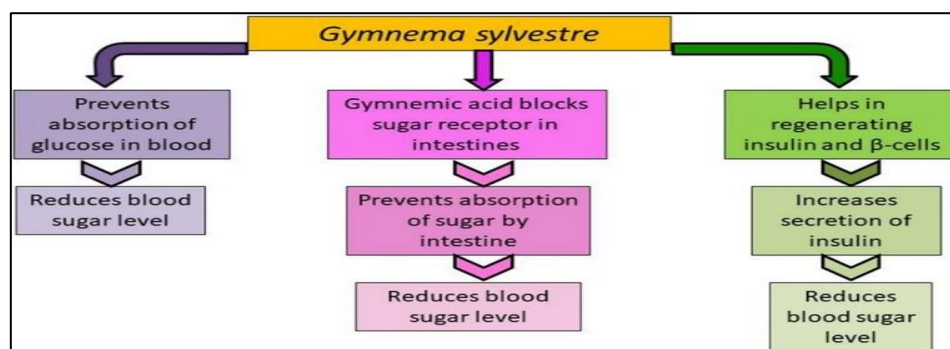 Gymnema sylvestre
Prevents
absorption of
glucose in blood
Reduces blood
sugar level
Gymnemic acid blocks
sugar receptor in
intestines
Prevents absorption
of sugar by
intestine
Reduces blood
sugar level
Helps in
regenerating
insulin and β-cells
Increases
secretion of
insulin
Reduces
blood sugar
level